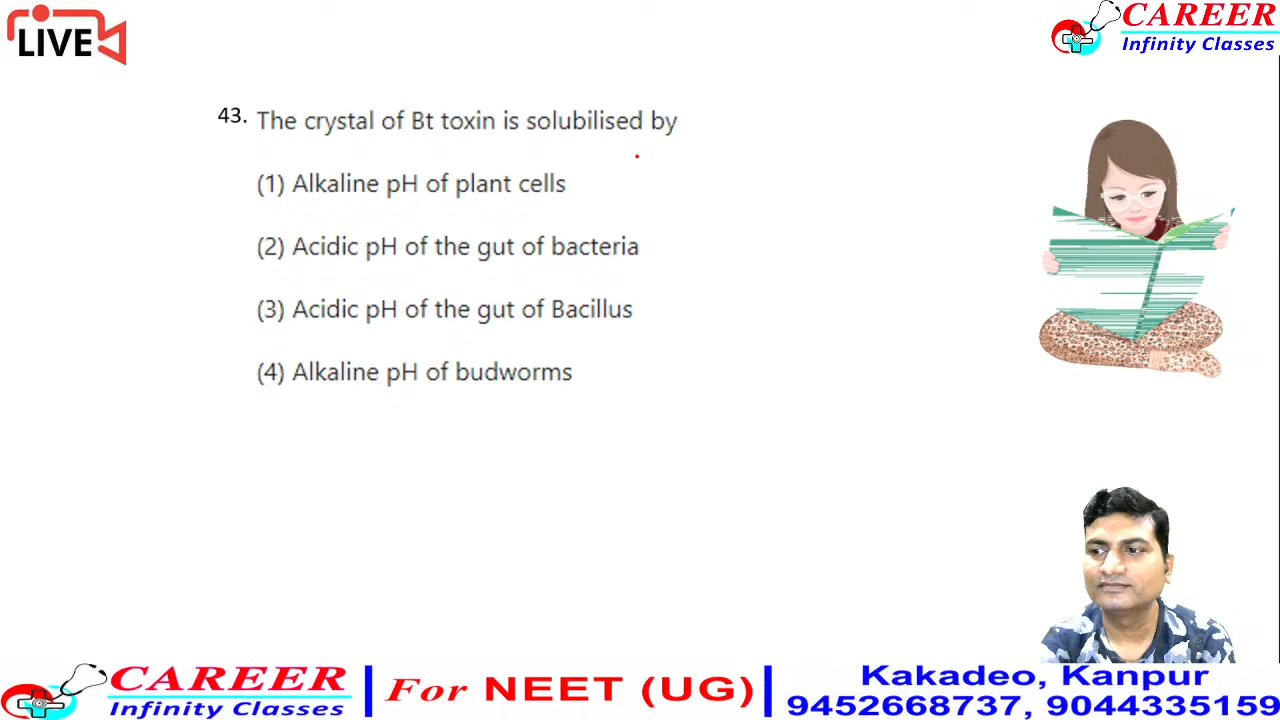 LIVE
CAREER
Infinity Classes
43. The crystal of Bt toxin is solubilised by
(1) Alkaline pH of plant cells
(2) Acidic pH of the gut of bacteria
(3) Acidic pH of the gut of Bacillus
(4) Alkaline pH of budworms
CAREER
Infinity Classes
For NEET (UG)
Kakadeo, Kanpur
9452668737, 9044335159